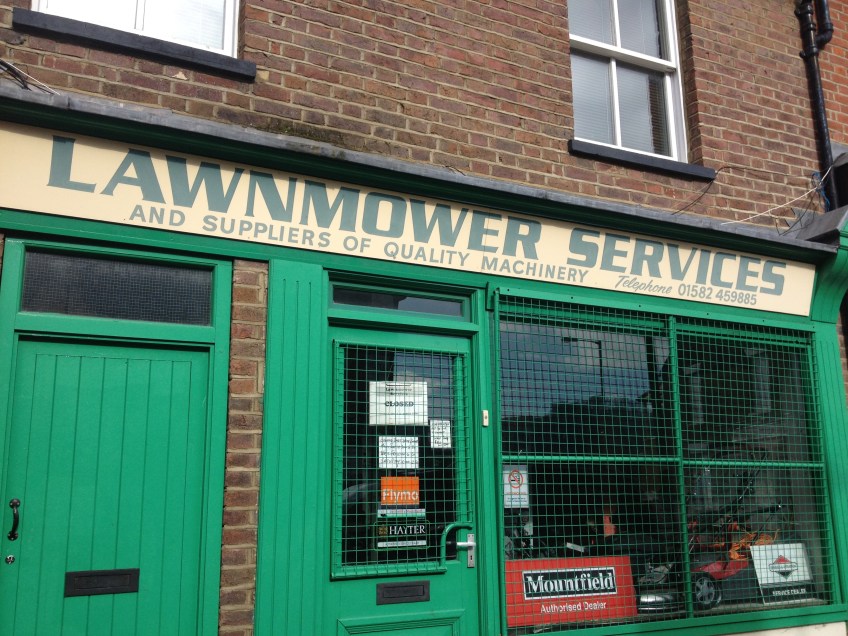 LAWNMOWER SERVICES
AND SUPPLIERS OF QUALITY MACHINERY
Telephone 01582 459885
CLOSED
Flymo
HAYTER
Mountfield
Authorised Dealer